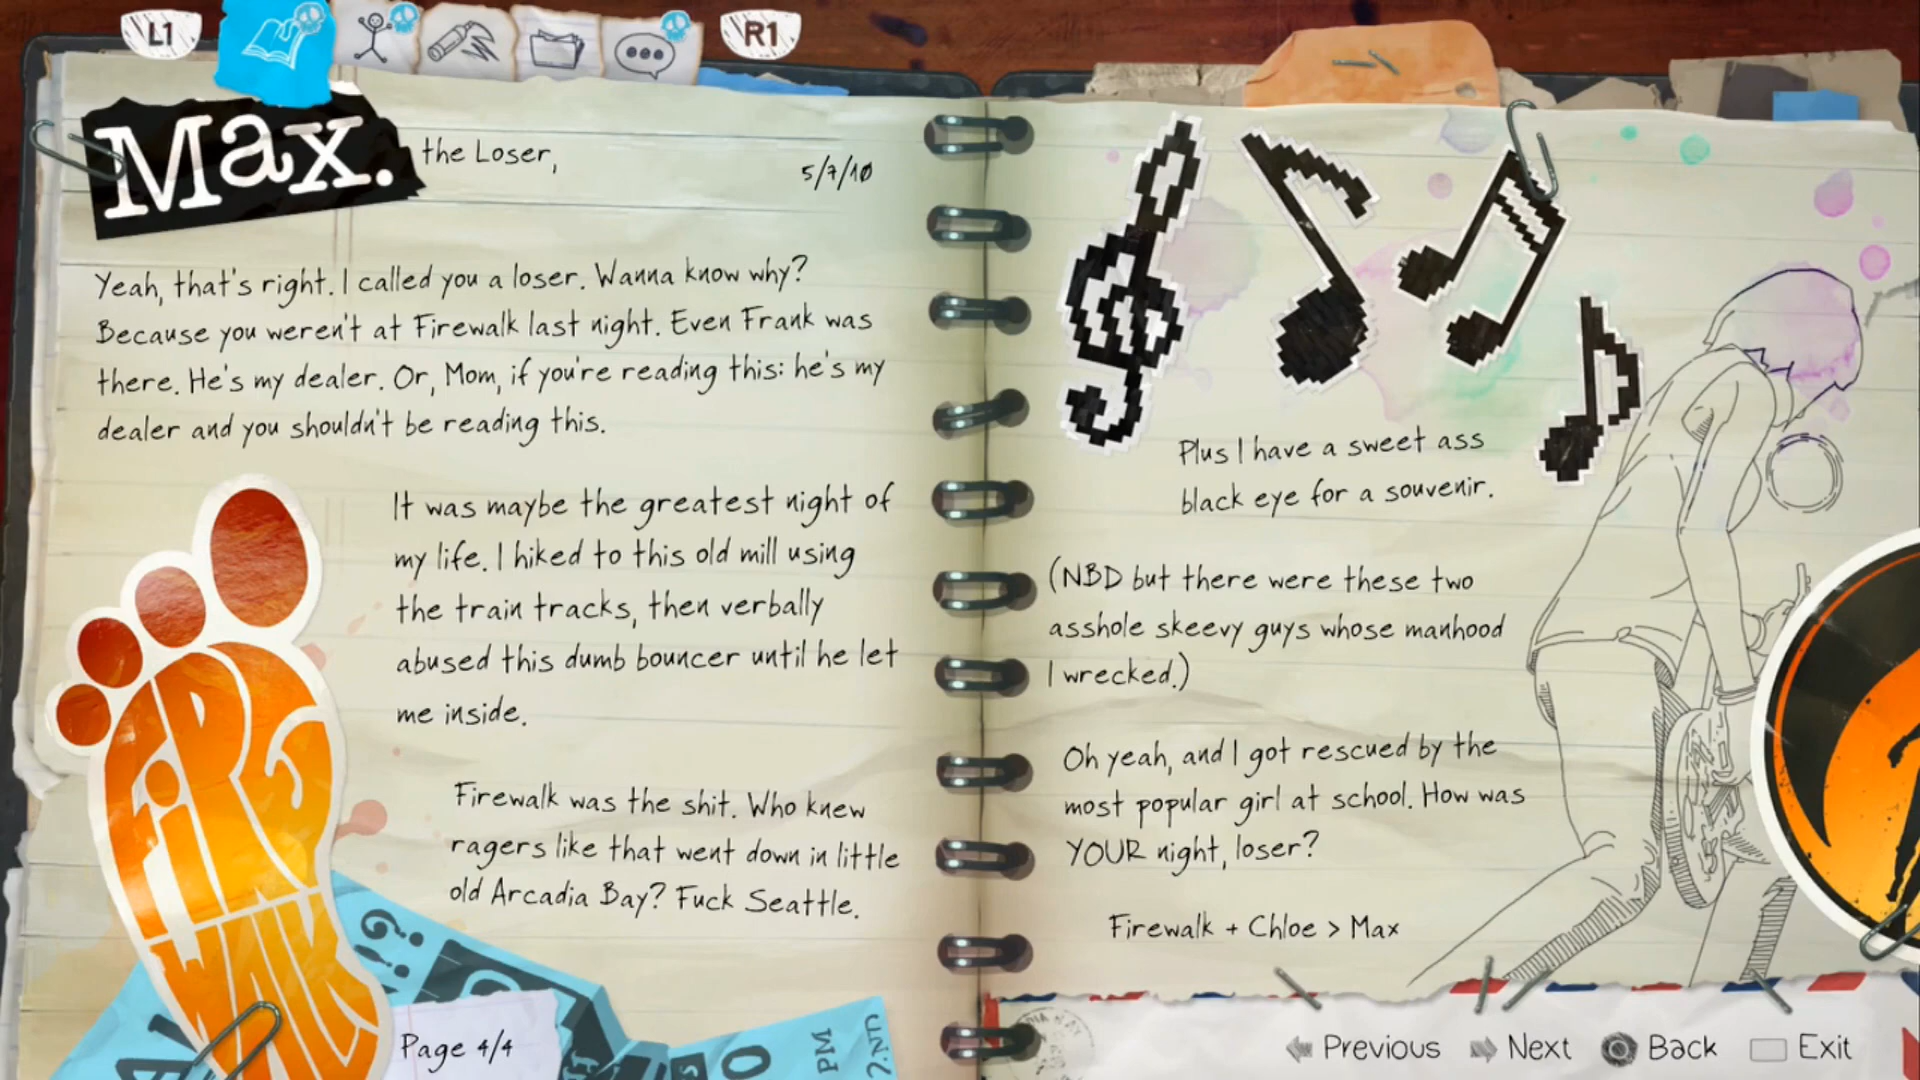 L1
R1
Max.
the Loser,
5/7/10
Yeah, that's right. I called you a loser. Wanna know why?
Because you weren't at Firewalk last night. Even Frank was
there. He's my dealer. Or, Mom, if you're reading this: he's my
dealer and you shouldn't be reading this.
It was maybe the greatest night of
my life. I hiked to this old mill using
the train tracks, then verbally
abused this dumb bouncer until he let
me inside.
Firewalk was the shit. Who knew
ragers like that went down in little
old Arcadia Bay? Fuck Seattle.
FIRE
WALK
Page 4/4
PM
Plus I have a sweet ass
black eye for a souvenir.
(NBD but there were these two
asshole skeevy guys whose manhood
I wrecked.)
Oh yeah, and I got rescued by the
most popular girl at school. How was
YOUR night, loser?
Firewalk + Chloe > Max
Previous
Next
Back
Exit